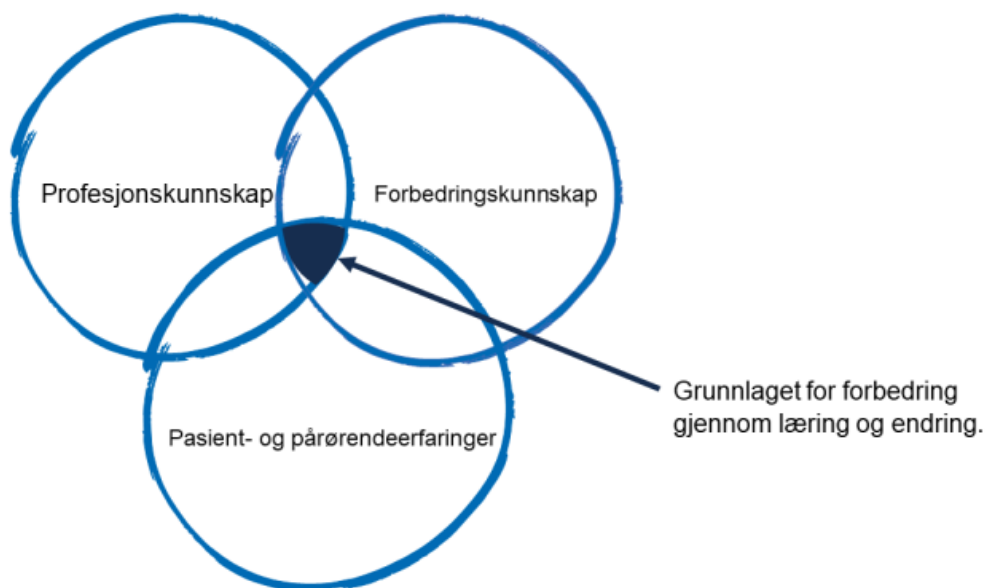 Profesjonskunnskap
Forbedringskunnskap
Grunnlaget for forbedring
gjennom læring og endring.
Pasient- og pårørendeerfaringer